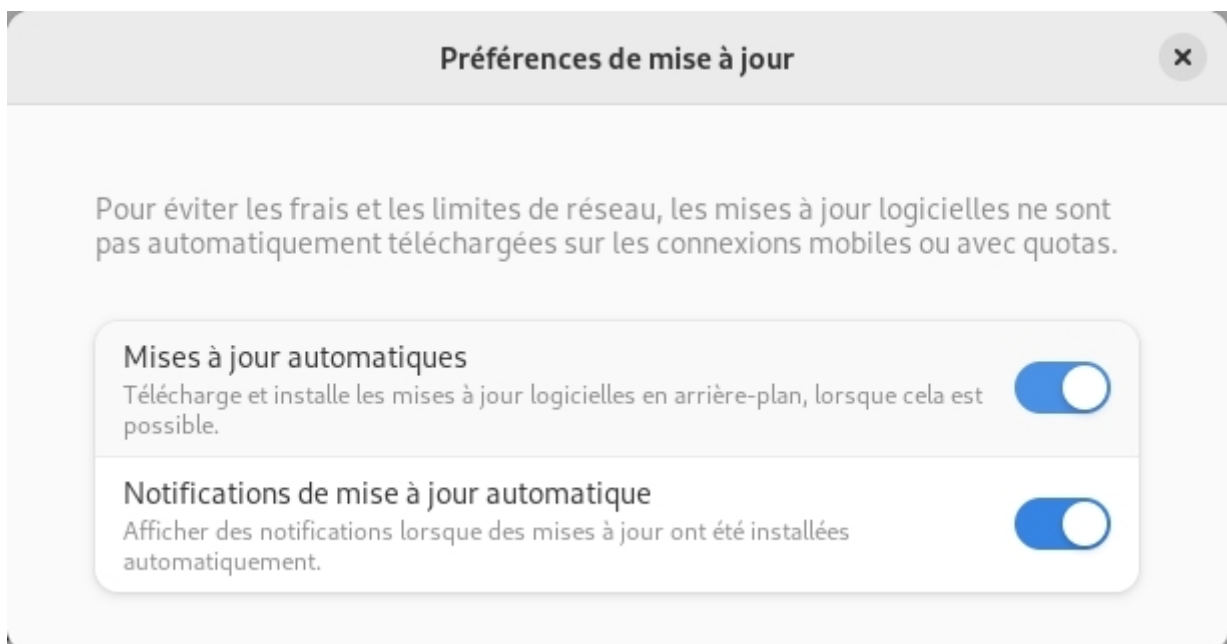 Préférences de mise à jour
Pour éviter les frais et les limites de réseau, les mises à jour logicielles ne sont
pas automatiquement téléchargées sur les connexions mobiles ou avec quotas.
Mises à jour automatiques
Télécharge et installe les mises à jour logicielles en arrière-plan, lorsque cela est
possible.
Notifications de mise à jour automatique
Afficher des notifications lorsque des mises à jour ont été installées
automatiquement.